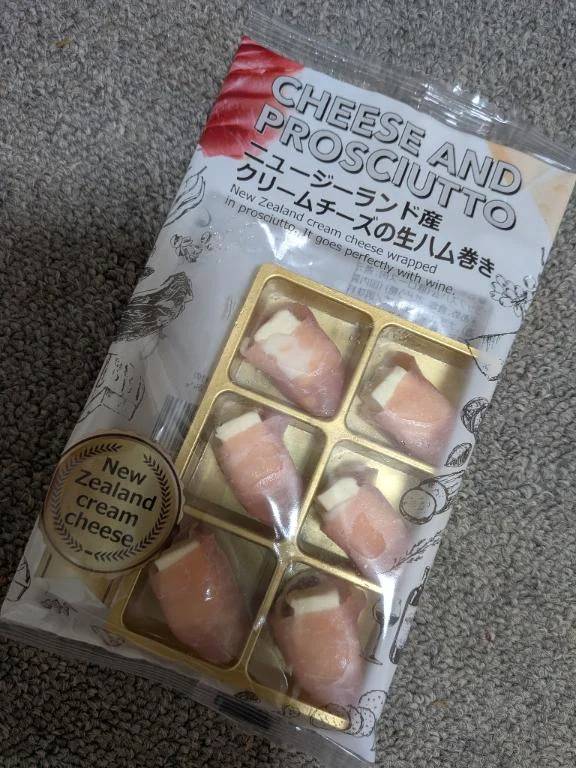 CHEESE AND
PROSCIUTTO
ニュージーランド産
クリームチーズの生ハム巻き
New Zealand cream cheese wrapped
in prosciutto. It goes perfectly with wine.
New
Zealand
cream
cheese